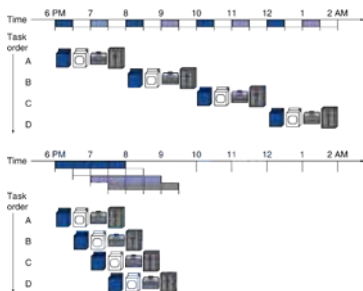 6 PM 7 8 9 10 11 12 1 2 AM
Time
Task
order
A
B
C
D
6 PM 7 8 9 10 11 12 1 2 AM
Time
Task
order
A
B
C
D